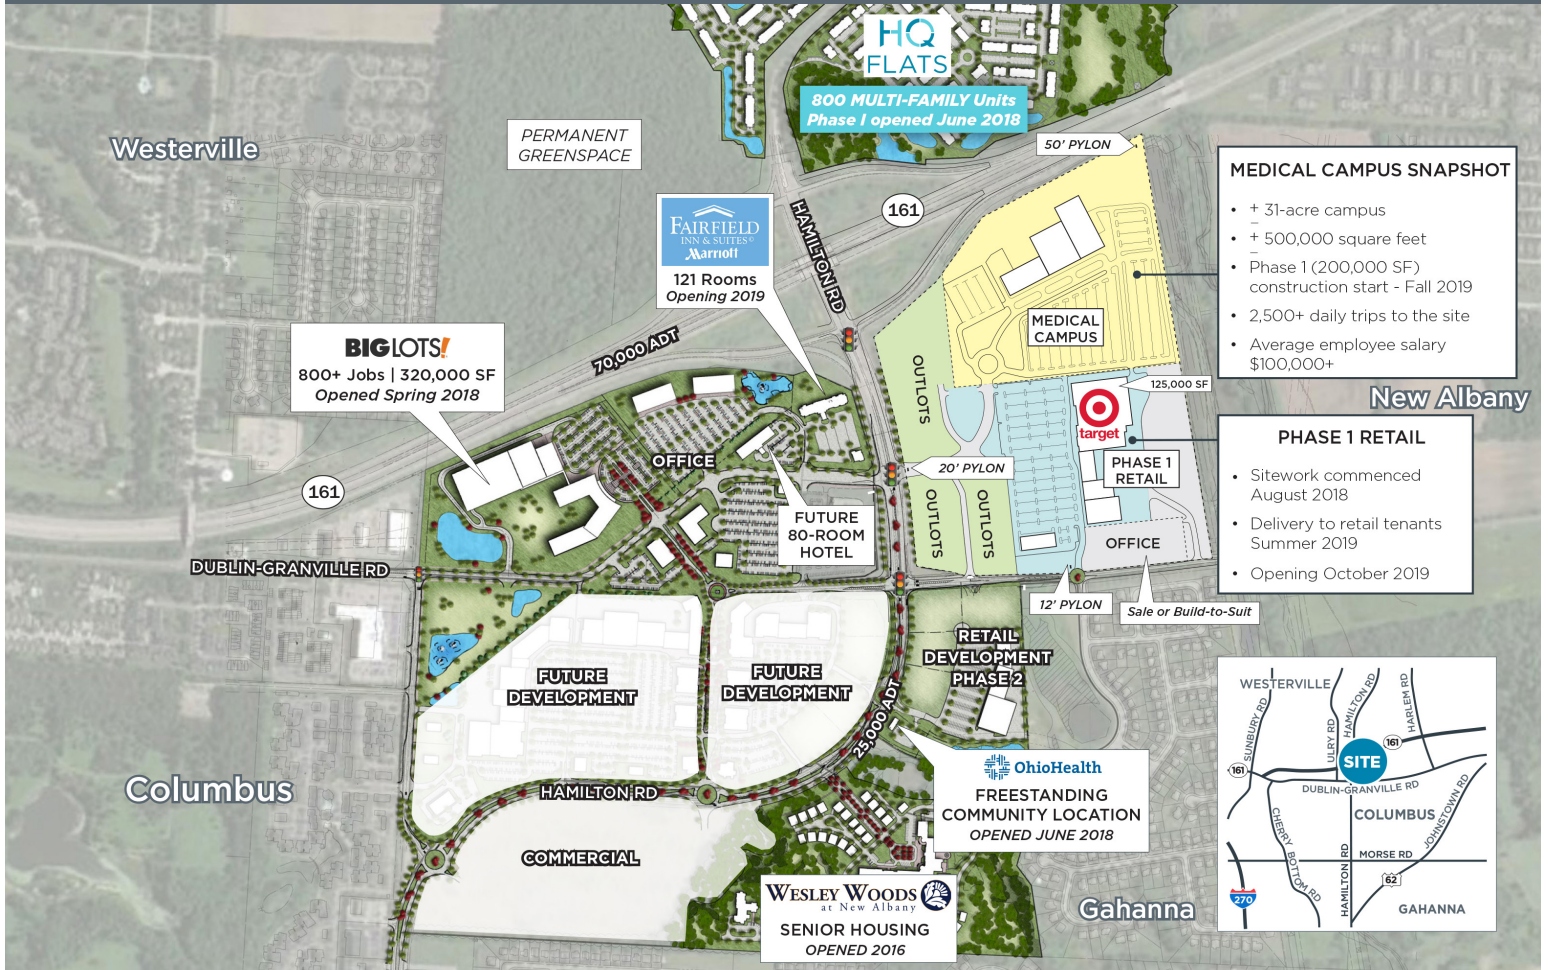 HQ
FLATS
800 MULTI-FAMILY Units
Phase I opened June 2018
Westerville
PERMANENT
GREENSPACE
50' PYLON
161
HAMILTON RD
FAIRFIELD
INN & SUITES®
Marriott
121 Rooms
Opening 2019
MEDICAL CAMPUS SNAPSHOT
• ± 31-acre campus
• ± 500,000 square feet
• Phase 1 (200,000 SF)
construction start - Fall 2019
• 2,500+ daily trips to the site
• Average employee salary
$100,000+
MEDICAL
CAMPUS
70,000 ADT
BIGLOTS!
800+ Jobs | 320,000 SF
Opened Spring 2018
OUTLOTS
125,000 SF
target
New Albany
PHASE 1 RETAIL
• Sitework commenced
August 2018
• Delivery to retail tenants
Summer 2019
• Opening October 2019
OFFICE
20' PYLON
PHASE 1
RETAIL
161
OUTLOTS
OUTLOTS
FUTURE
80-ROOM
HOTEL
OFFICE
DUBLIN-GRANVILLE RD
12' PYLON
Sale or Build-to-Suit
RETAIL
DEVELOPMENT
PHASE 2
FUTURE
DEVELOPMENT
FUTURE
DEVELOPMENT
25,000 ADT
OhioHealth
FREESTANDING
COMMUNITY LOCATION
OPENED JUNE 2018
Columbus
HAMILTON RD
COMMERCIAL
WESLEY WOODS
at New Albany
SENIOR HOUSING
OPENED 2016
Gahanna
WESTERVILLE
SUNBURY RD
ULRY RD
HAMILTON RD
HARLEM RD
161
161
SITE
DUBLIN-GRANVILLE RD
COLUMBUS
CHERRY BOTTOM RD
JOHNSTOWN RD
HAMILTON RD
MORSE RD
62
270
GAHANNA